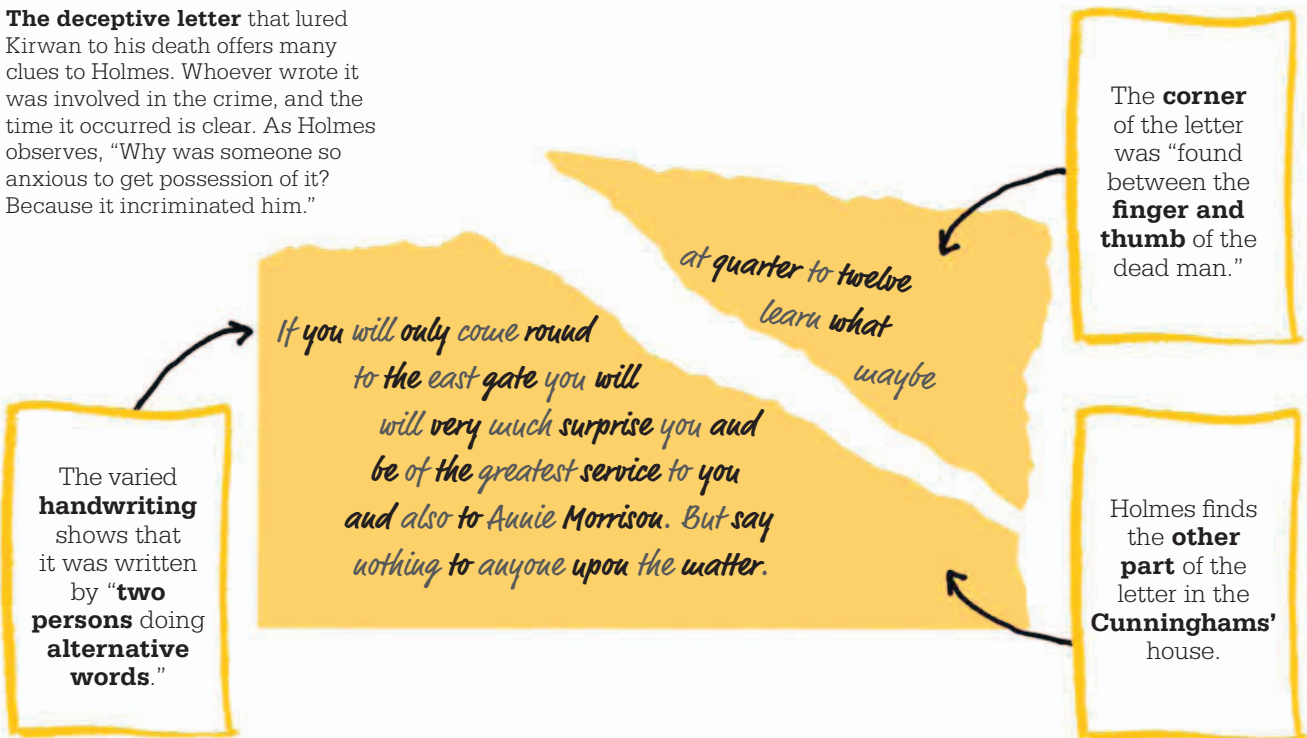 The deceptive letter that lured
Kirwan to his death offers many
clues to Holmes. Whoever wrote it
was involved in the crime, and the
time it occurred is clear. As Holmes
observes, “Why was someone so
anxious to get possession of it?
Because it incriminated him.”
The corner
of the letter
was “found
between the
finger and
thumb of the
dead man.”
at quarter to twelve
learn what
maybe
If you will only come round
to the east gate you will
will very much surprise you and
be of the greatest service to you
and also to Annie Morrison. But say
nothing to anyone upon the matter.
The varied
handwriting
shows that
it was written
by “two
persons doing
alternative
words.”
Holmes finds
the other
part of the
letter in the
Cunninghams’
house.